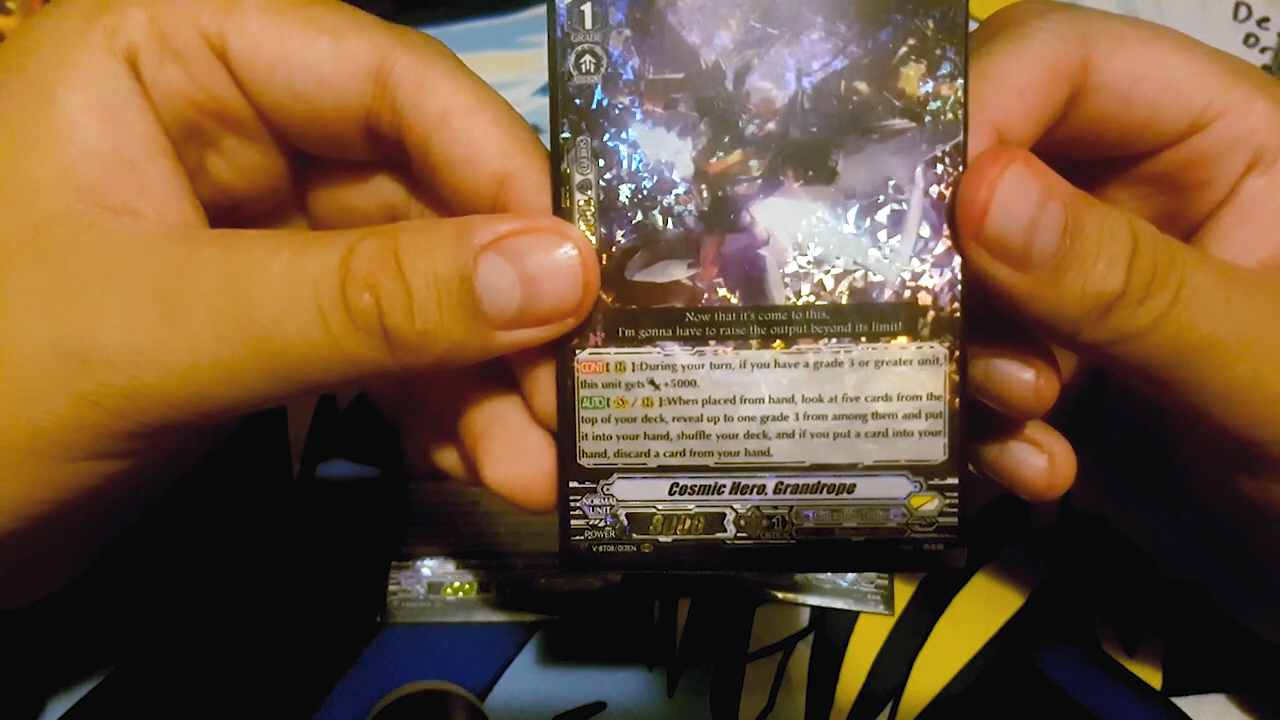 De
1
GRADE
Now that it's come to this,
I'm gonna have to raise the output beyond its limit!
CONT[ ]:During your turn, if you have a grade 3 or greater unit,
this unit gets +5000.
AUTO[ / ]:When placed from hand, look at five cards from the
top of your deck, reveal up to one grade 3 from among them and put
it into your hand, shuffle your deck, and if you put a card into your
hand, discard a card from your hand.
Cosmic Hero, Grandrope
NORMAL
UNIT
POWER
1
CRITICAL